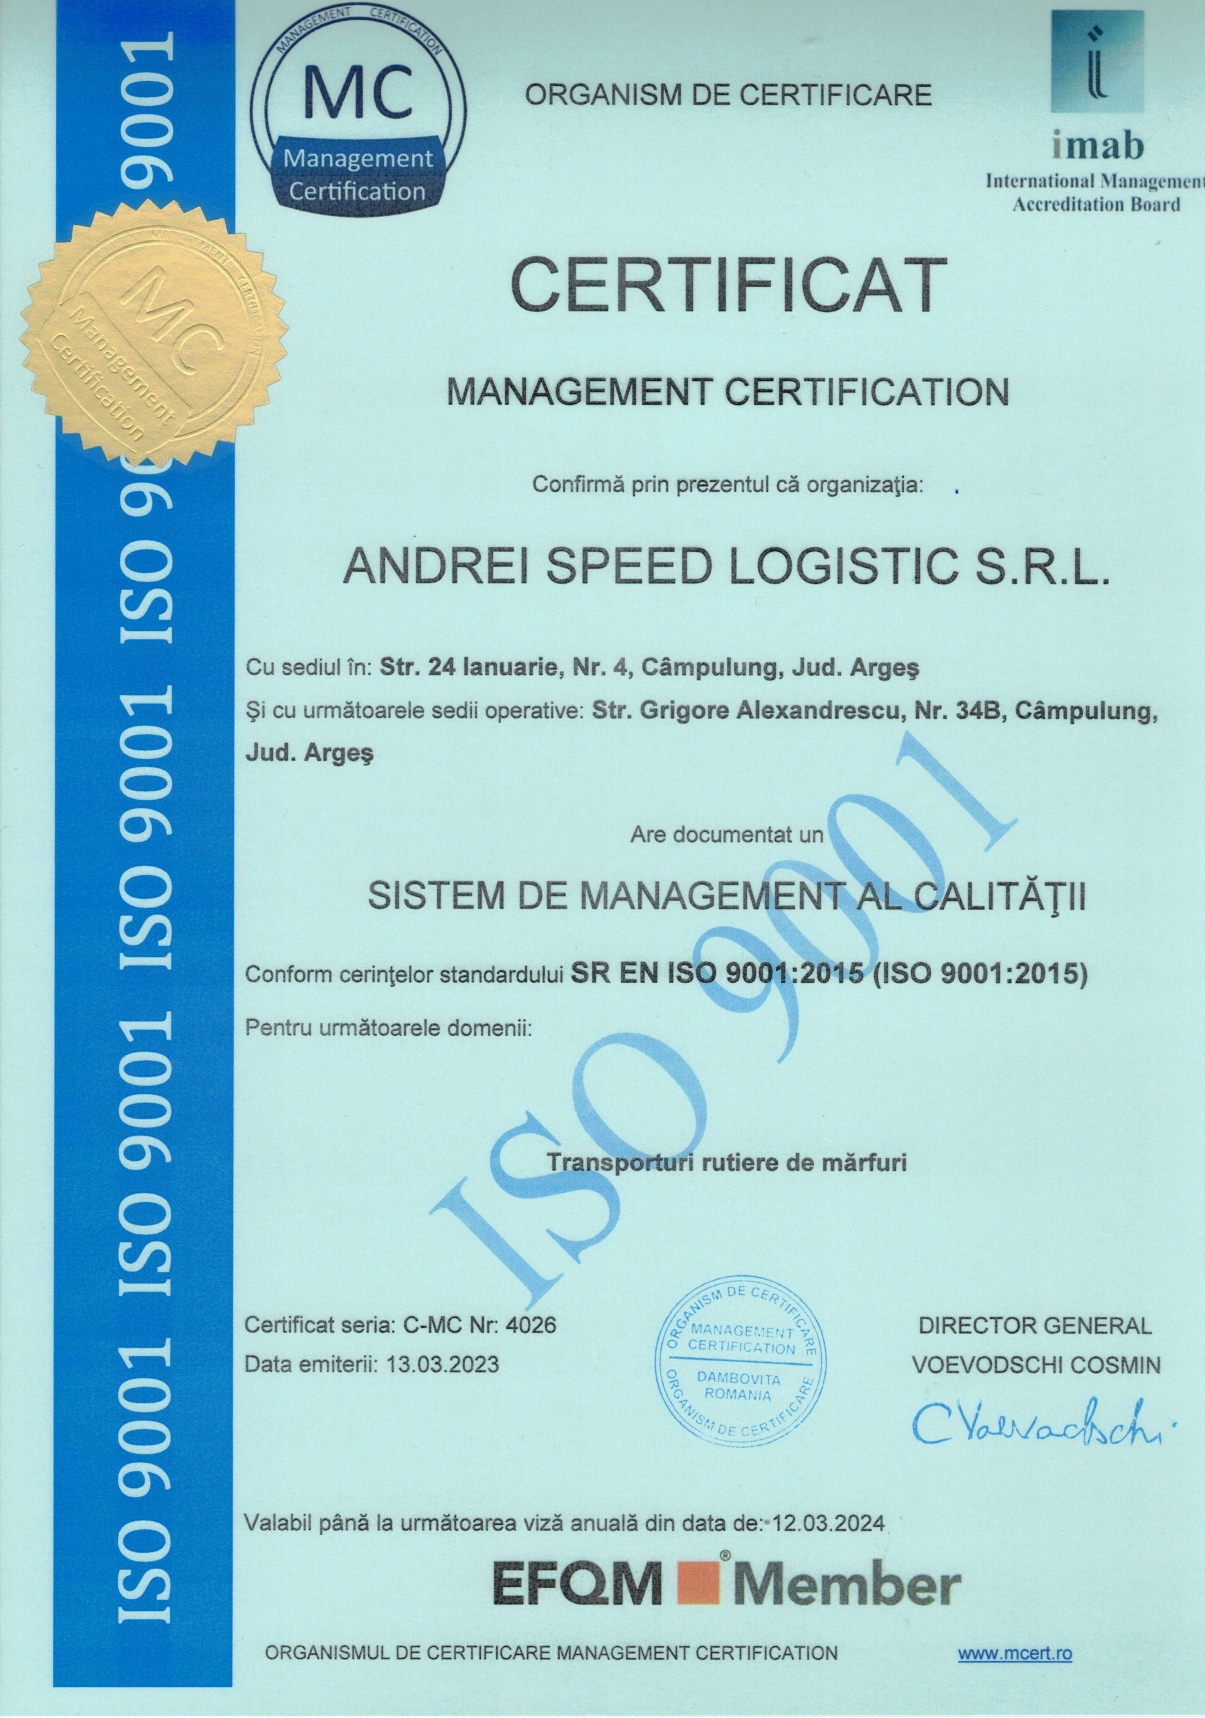 MANAGEMENT CERTIFICATION
MC
Management
Certification
ORGANISM DE CERTIFICARE
imab
International Management
Accreditation Board
CERTIFICAT
MANAGEMENT CERTIFICATION
Confirmă prin prezentul că organizaţia:
ANDREI SPEED LOGISTIC S.R.L.
Cu sediul în: Str. 24 Ianuarie, Nr. 4, Câmpulung, Jud. Argeş
Şi cu următoarele sedii operative: Str. Grigore Alexandrescu, Nr. 34B, Câmpulung,
Jud. Argeş
Are documentat un
SISTEM DE MANAGEMENT AL CALITĂŢII
Conform cerinţelor standardului SR EN ISO 9001:2015 (ISO 9001:2015)
Pentru următoarele domenii:
Transporturi rutiere de mărfuri
ISO 9001
Certificat seria: C-MC Nr: 4026
Data emiterii: 13.03.2023
ORGANISM DE CERTIFICARE
MANAGEMENT
CERTIFICATION
DAMBOVITA
ROMANIA
ORGANISM DE CERTIFICARE
DIRECTOR GENERAL
VOEVODSCHI COSMIN
CVoevodschi
Valabil până la următoarea viză anuală din data de: 12.03.2024
EFQM ® Member
ORGANISMUL DE CERTIFICARE MANAGEMENT CERTIFICATION
www.mcert.ro
ISO 9001 ISO 9001 ISO 9001 ISO 90 9001
MC
Management
Certification